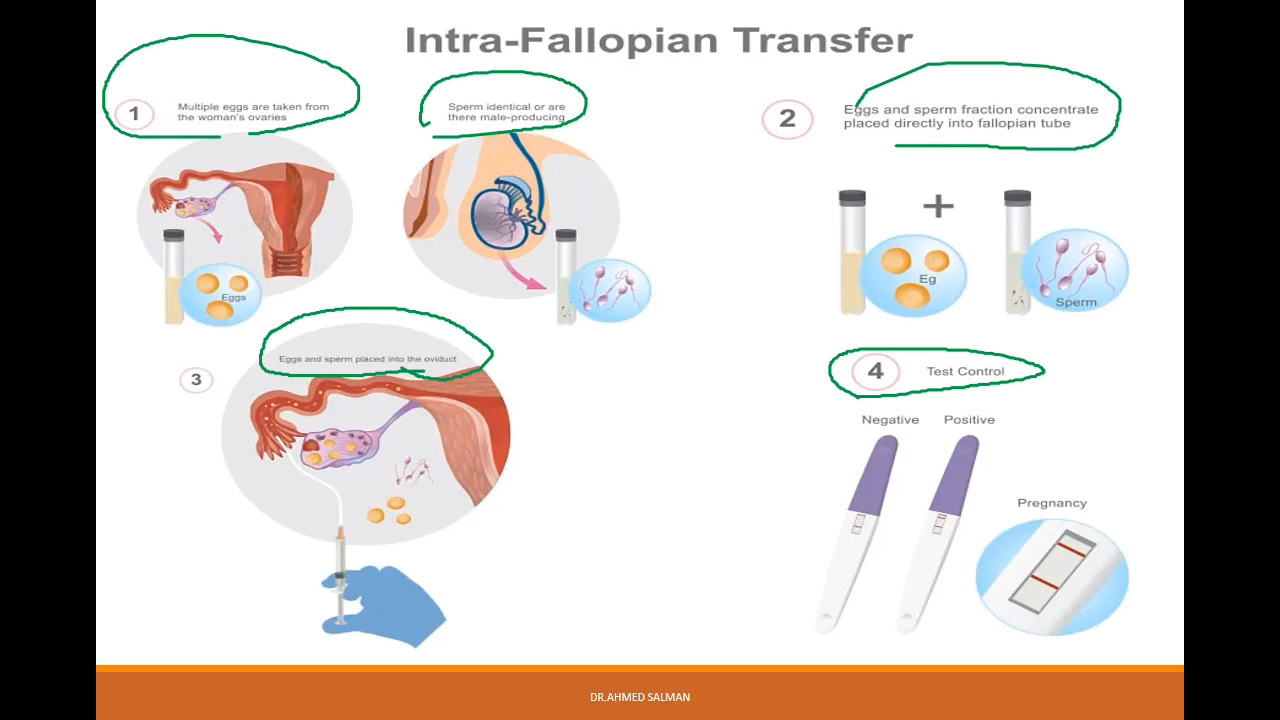 Intra-Fallopian Transfer
1
Multiple eggs are taken from
the woman's ovaries
Sperm identical or are
there male-producing
Eggs
2
Eggs and sperm fraction concentrate
placed directly into fallopian tube
+
Eg
Sperm
3
Eggs and sperm placed into the oviduct
4
Test Control
Negative
Positive
Pregnancy
DR.AHMED SALMAN